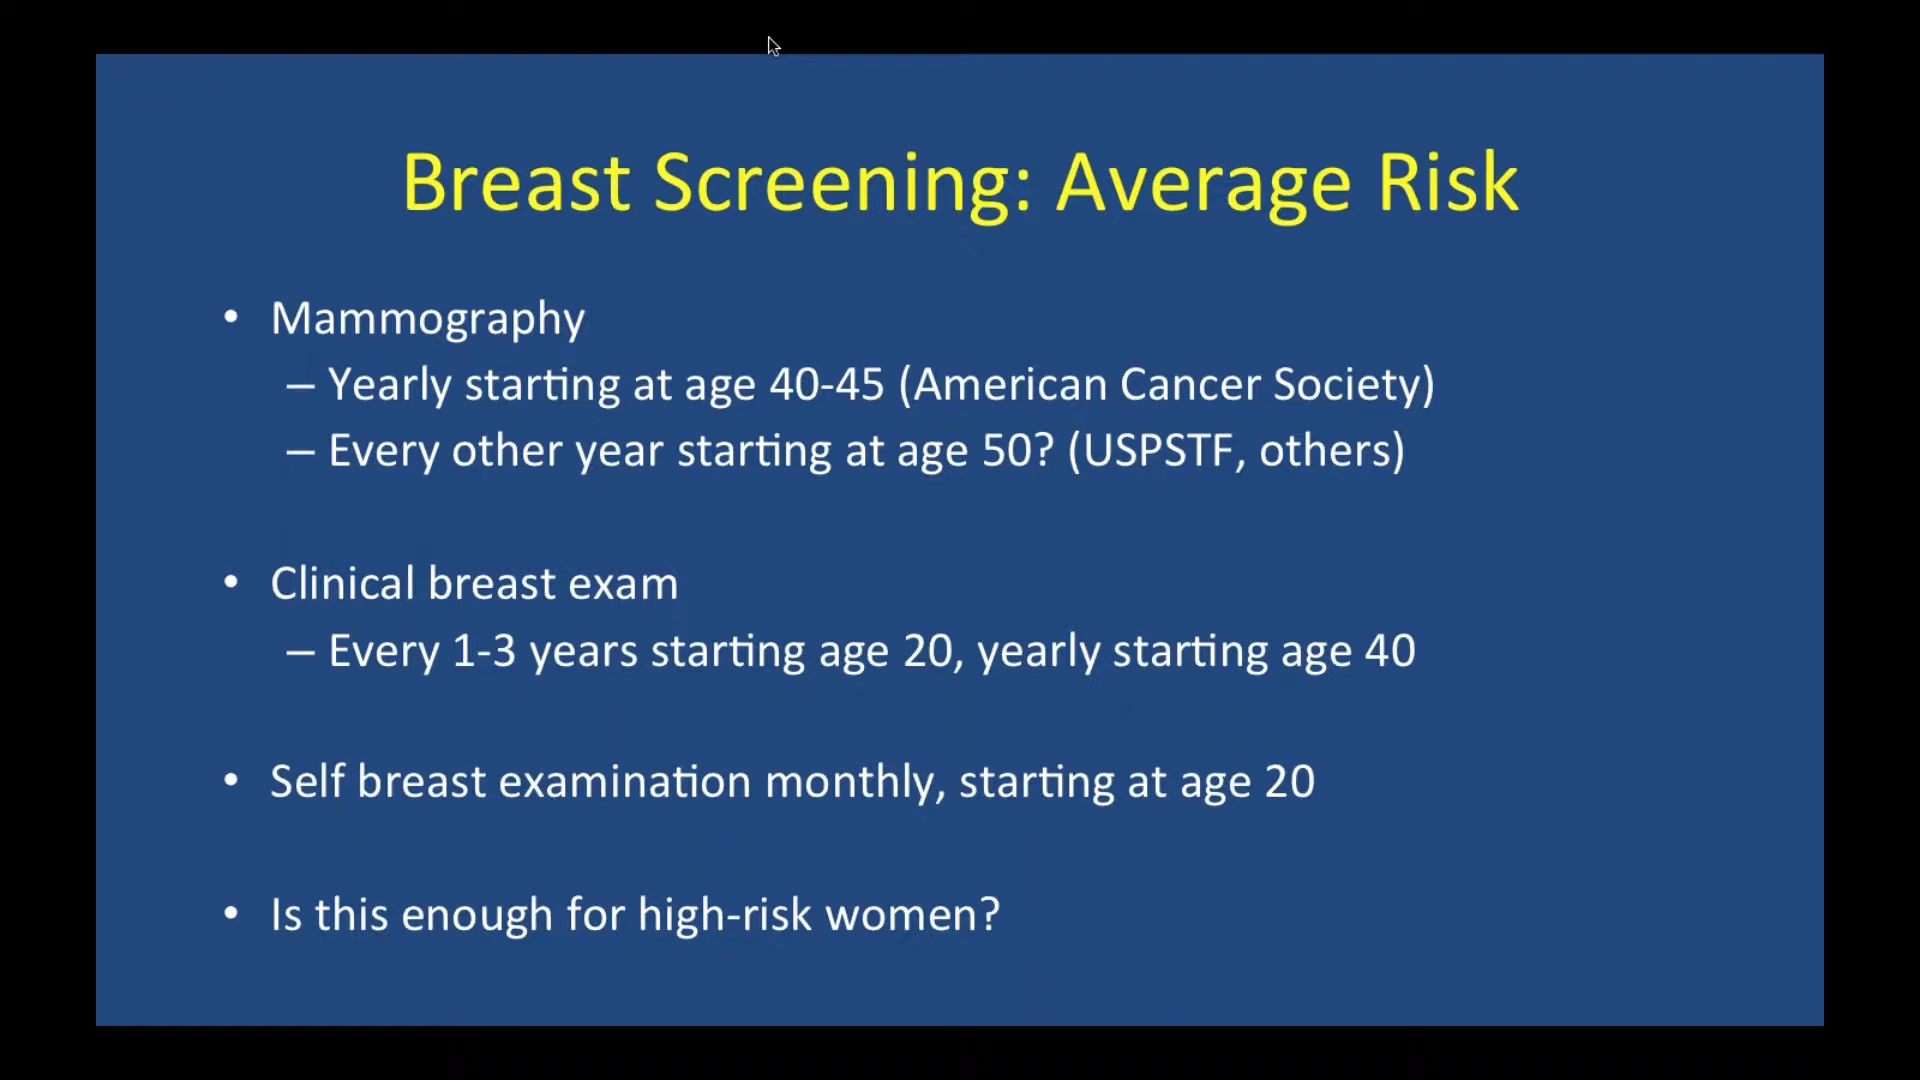 Breast Screening: Average Risk
• Mammography
– Yearly starting at age 40-45 (American Cancer Society)
– Every other year starting at age 50? (USPSTF, others)
• Clinical breast exam
– Every 1-3 years starting age 20, yearly starting age 40
• Self breast examination monthly, starting at age 20
• Is this enough for high-risk women?